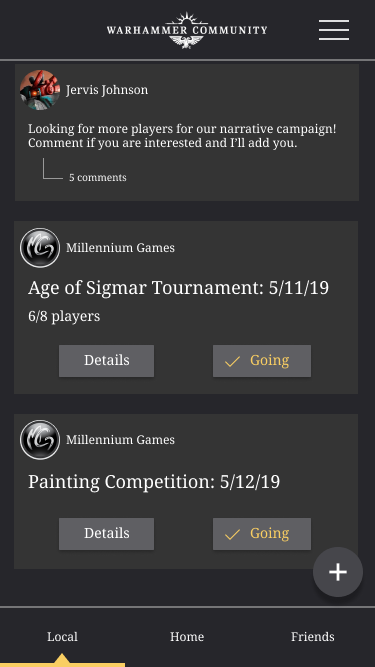 WARHAMMER COMMUNITY
Jervis Johnson
Looking for more players for our narrative campaign!
Comment if you are interested and I'll add you.
5 comments
Millennium Games
Age of Sigmar Tournament: 5/11/19
6/8 players
Details
Going
Millennium Games
Painting Competition: 5/12/19
Details
Going
Local
Home
Friends